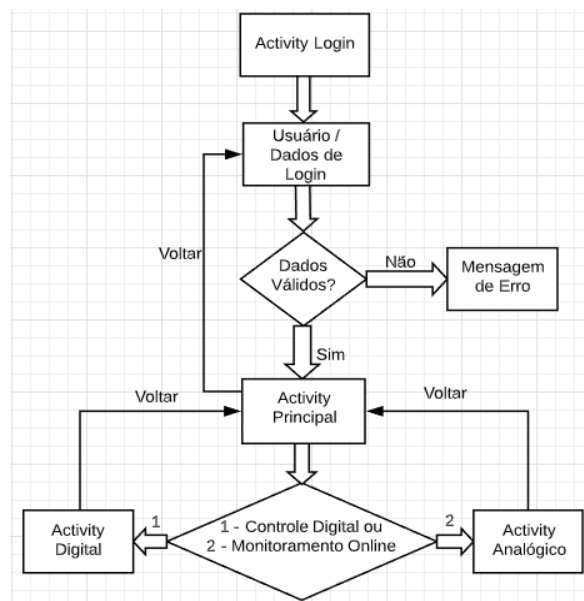 Activity Login
Usuário /
Dados de
Login
Voltar
Dados
Válidos?
Não
Mensagem
de Erro
Sim
Voltar
Activity
Principal
Voltar
1
1 - Controle Digital ou
2 - Monitoramento Online
2
Activity
Digital
Activity
Analógico